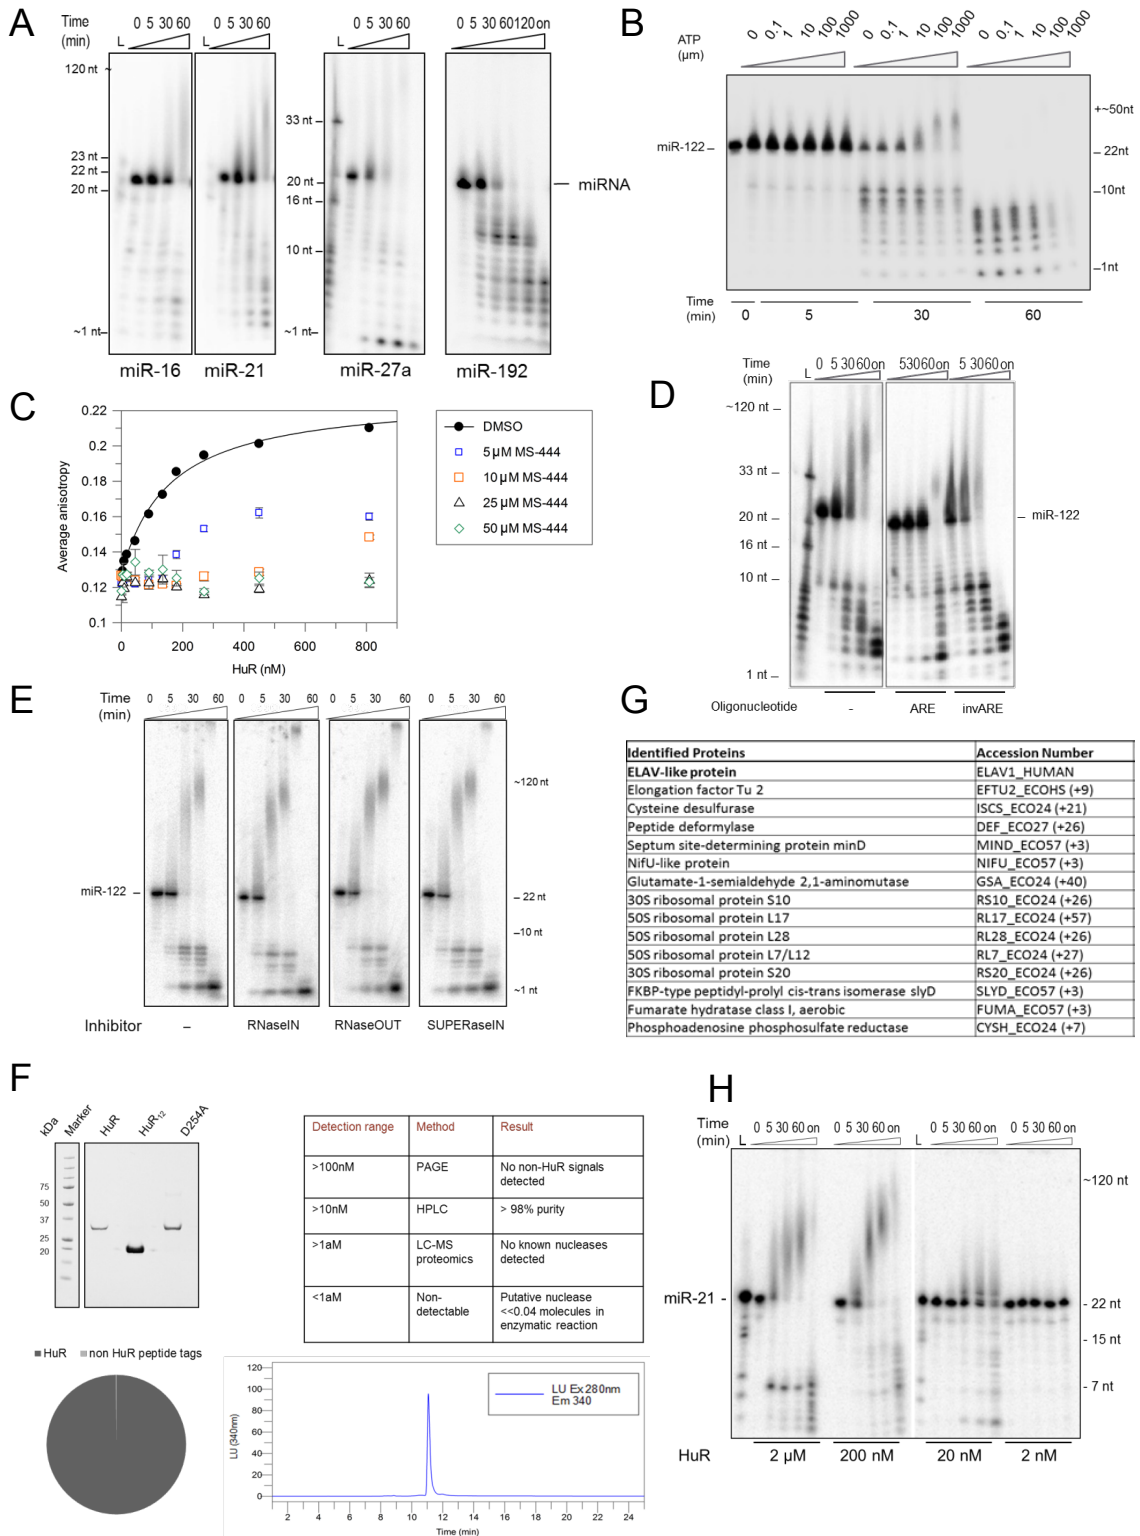 A
Time
(min)
L
0 5 30 60
L
0 5 30 60
0 5 30 60
0 5 30 60 120 on
120 nt
23 nt
22 nt
20 nt
~1 nt
33 nt
20 nt
16 nt
10 nt
~1 nt
miRNA
miR-16
miR-21
miR-27a
miR-192
B
ATP
(µm)
0 0.1 1 10 100 1000 0 0.1 1 10 100 1000 0 0.1 1 10 100 1000
miR-122
+~50nt
22nt
10nt
1nt
Time
(min)
0 5 30 60
C
Average anisotropy
0.22
0.2
0.18
0.16
0.14
0.12
0.1
0 200 400 600 800
HuR (nM)
DMSO
5 µM MS-444
10 µM MS-444
25 µM MS-444
50 µM MS-444
D
Time
(min)
L
0 5 30 60 on
5 30 60 on
5 30 60 on
~120 nt
33 nt
20 nt
16 nt
10 nt
1 nt
miR-122
Oligonucleotide
-
ARE
invARE
E
Time
(min)
0 5 30 60
0 5 30 60
0 5 30 60
0 5 30 60
miR-122
~120 nt
22 nt
10 nt
~1 nt
Inhibitor
–
RNaseIN
RNaseOUT
SUPERaseIN
G
Identified Proteins Accession Number
ELAV-like protein ELAV1_HUMAN
Elongation factor Tu 2 EFTU2_ECOHS (+9)
Cysteine desulfurase ISCS_ECO24 (+21)
Peptide deformylase DEF_ECO27 (+26)
Septum site-determining protein minD MIND_ECO57 (+3)
NifU-like protein NIFU_ECO57 (+3)
Glutamate-1-semialdehyde 2,1-aminomutase GSA_ECO24 (+40)
30S ribosomal protein S10 RS10_ECO24 (+26)
50S ribosomal protein L17 RL17_ECO24 (+57)
50S ribosomal protein L28 RL28_ECO24 (+26)
50S ribosomal protein L7/L12 RL7_ECO24 (+27)
30S ribosomal protein S20 RS20_ECO24 (+26)
FKBP-type peptidyl-prolyl cis-trans isomerase slyD SLYD_ECO57 (+3)
Fumarate hydratase class I, aerobic FUMA_ECO57 (+3)
Phosphoadenosine phosphosulfate reductase CYSH_ECO24 (+7)
F
kDa
Marker
HuR
HuR12
D254A
75
50
37
25
20
Detection range Method Result
>100nM PAGE No non-HuR signals
detected
>10nM HPLC > 98% purity
>1aM LC-MS
proteomics
No known nucleases
detected
<1aM Non-
detectable
Putative nuclease
<<0.04 molecules in
enzymatic reaction
HuR
non HuR peptide tags
LU (340nm)
120
100
80
60
40
20
0
2 4 6 8 10 12 14 16 18 20 22 24
Time (min)
LU Ex 280nm
Em 340
H
Time
(min)
L
0 5 30 60 on
0 5 30 60 on
L
0 5 30 60 on
0 5 30 60 on
miR-21
~120 nt
22 nt
15 nt
7 nt
HuR
2 µM
200 nM
20 nM
2 nM